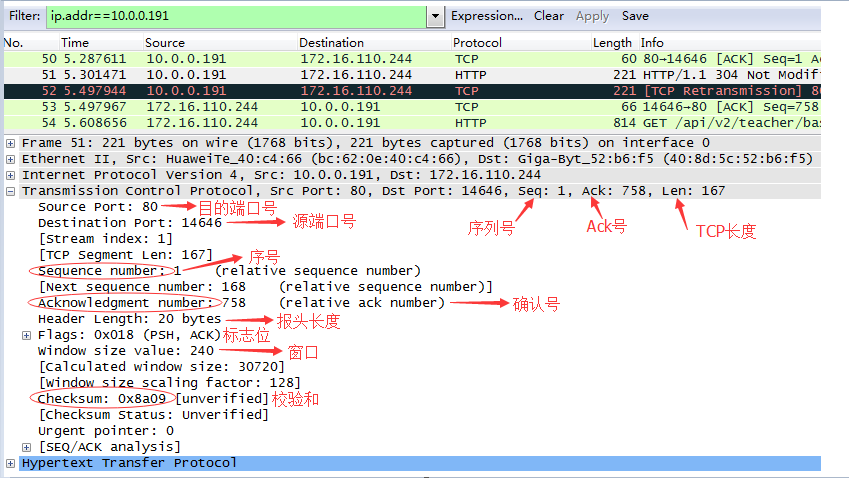 Filter: ip.addr==10.0.0.191 Expression... Clear Apply Save
No. Time Source Destination Protocol Length Info
50 5.287611 10.0.0.191 172.16.110.244 TCP 60 80→14646 [ACK] Seq=1 A
51 5.301471 10.0.0.191 172.16.110.244 HTTP 221 HTTP/1.1 304 Not Modif
52 5.497944 10.0.0.191 172.16.110.244 TCP 221 [TCP Retransmission] 8
53 5.497967 172.16.110.244 10.0.0.191 TCP 66 14646→80 [ACK] Seq=758
54 5.608656 172.16.110.244 10.0.0.191 HTTP 814 GET /api/v2/teacher/bas
Frame 51: 221 bytes on wire (1768 bits), 221 bytes captured (1768 bits) on interface 0
Ethernet II, Src: HuaweiTe_40:c4:66 (bc:62:0e:40:c4:66), Dst: Giga-Byt_52:b6:f5 (40:8d:5c:52:b6:f5)
Internet Protocol Version 4, Src: 10.0.0.191, Dst: 172.16.110.244
Transmission Control Protocol, Src Port: 80, Dst Port: 14646, Seq: 1, Ack: 758, Len: 167
Source Port: 80 目的端口号
Destination Port: 14646 源端口号 序列号 Ack号 TCP长度
[Stream index: 1]
[TCP Segment Len: 167]
Sequence number: 1 (relative sequence number) 序号
[Next sequence number: 168 (relative sequence number)]
Acknowledgment number: 758 (relative ack number) 确认号
Header Length: 20 bytes 报头长度
Flags: 0x018 (PSH, ACK) 标志位
Window size value: 240 窗口
[Calculated window size: 30720]
[Window size scaling factor: 128]
Checksum: 0x8a09 [unverified] 校验和
[Checksum Status: Unverified]
Urgent pointer: 0
[SEQ/ACK analysis]
Hypertext Transfer Protocol